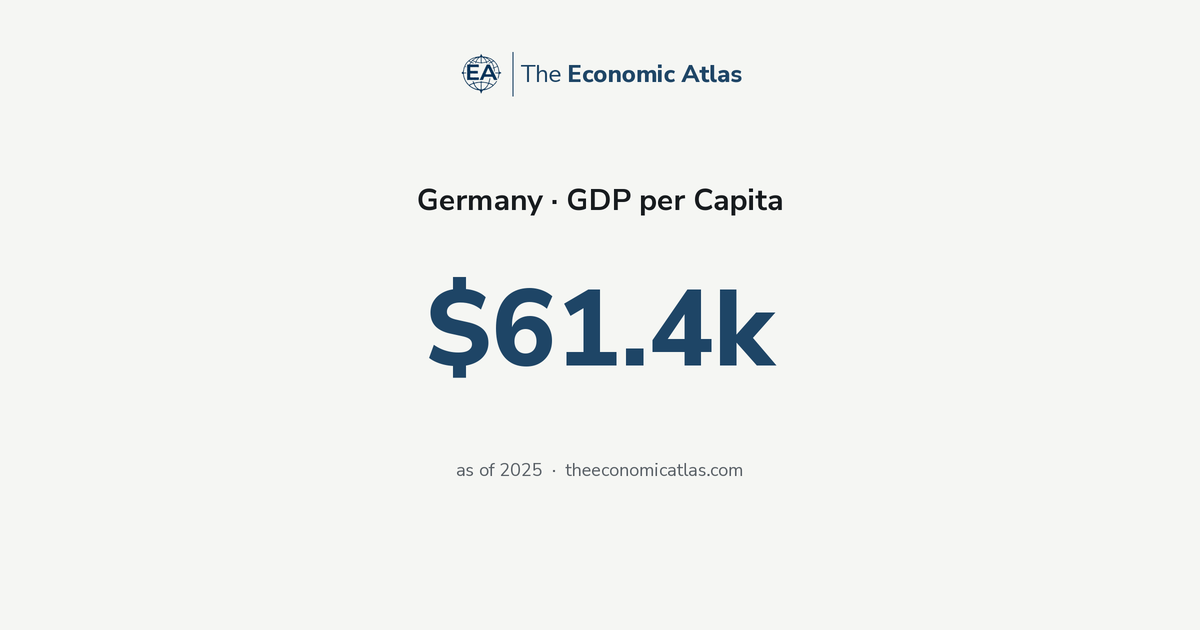 EA The Economic Atlas
Germany · GDP per Capita
$61.4k
as of 2025 · theeconomicatlas.com